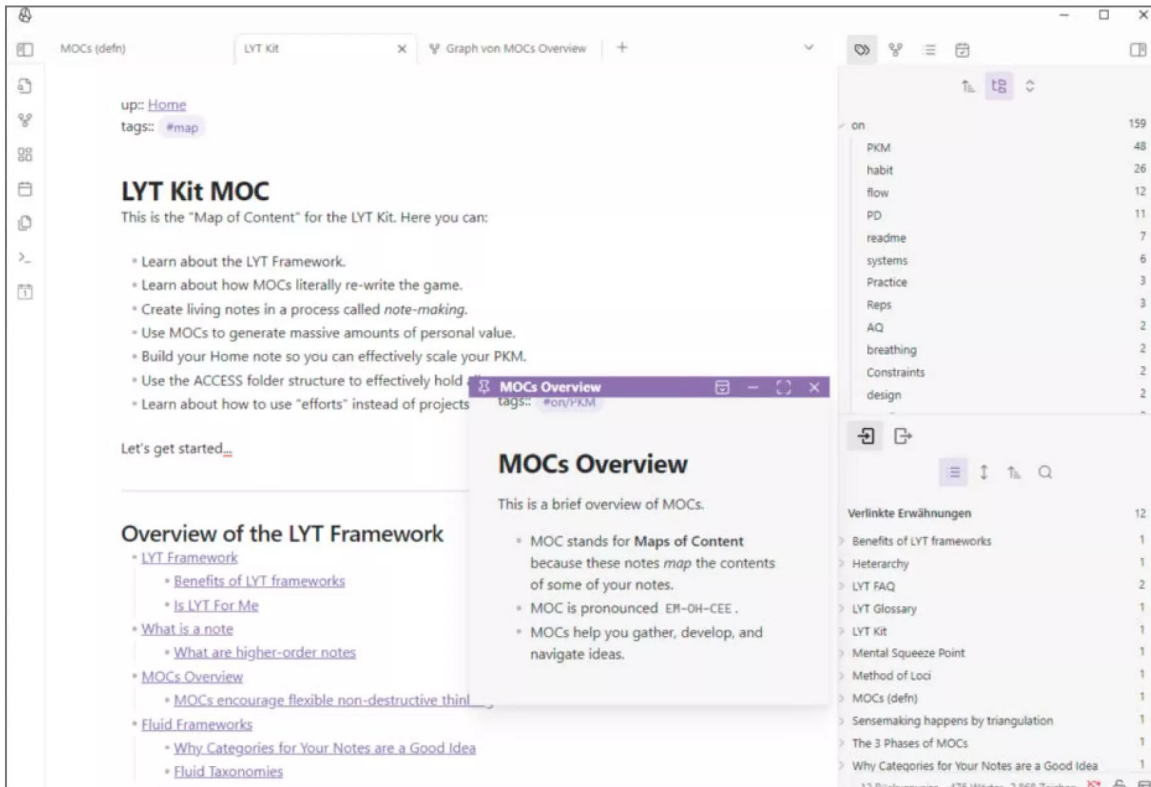 MOCs (defn)
LYT Kit
Graph von MOCs Overview
up:: Home
tags:: #map
LYT Kit MOC
This is the “Map of Content” for the LYT Kit. Here you can:
Learn about the LYT Framework.
Learn about how MOCs literally re-write the game.
Create living notes in a process called note-making.
Use MOCs to generate massive amounts of personal value.
Build your Home note so you can effectively scale your PKM.
Use the ACCESS folder structure to effectively hold
Learn about how to use “efforts” instead of projects
Let's get started...
Overview of the LYT Framework
LYT Framework
Benefits of LYT frameworks
Is LYT For Me
What is a note
What are higher-order notes
MOCs Overview
MOCs encourage flexible non-destructive
Fluid Frameworks
Why Categories for Your Notes are a Good Idea
Fluid Taxonomies
MOCs Overview
tags:: #on/PKM
MOCs Overview
This is a brief overview of MOCs.
MOC stands for Maps of Content
because these notes map the contents
of some of your notes.
MOC is pronounced EM-OH-CEE .
MOCs help you gather, develop, and
navigate ideas.
on 159
PKM 48
habit 26
flow 12
PD 11
readme 7
systems 6
Practice 3
Reps 3
AQ 2
breathing 2
Constraints 2
design 2
Verlinkte Erwähnungen 12
Benefits of LYT frameworks 1
Heterarchy 1
LYT FAQ 2
LYT Glossary 1
LYT Kit 1
Mental Squeeze Point 1
Method of Loci 1
MOCs (defn) 1
Sensemaking happens by triangulation 1
The 3 Phases of MOCs 1
Why Categories for Your Notes are a Good Idea 1